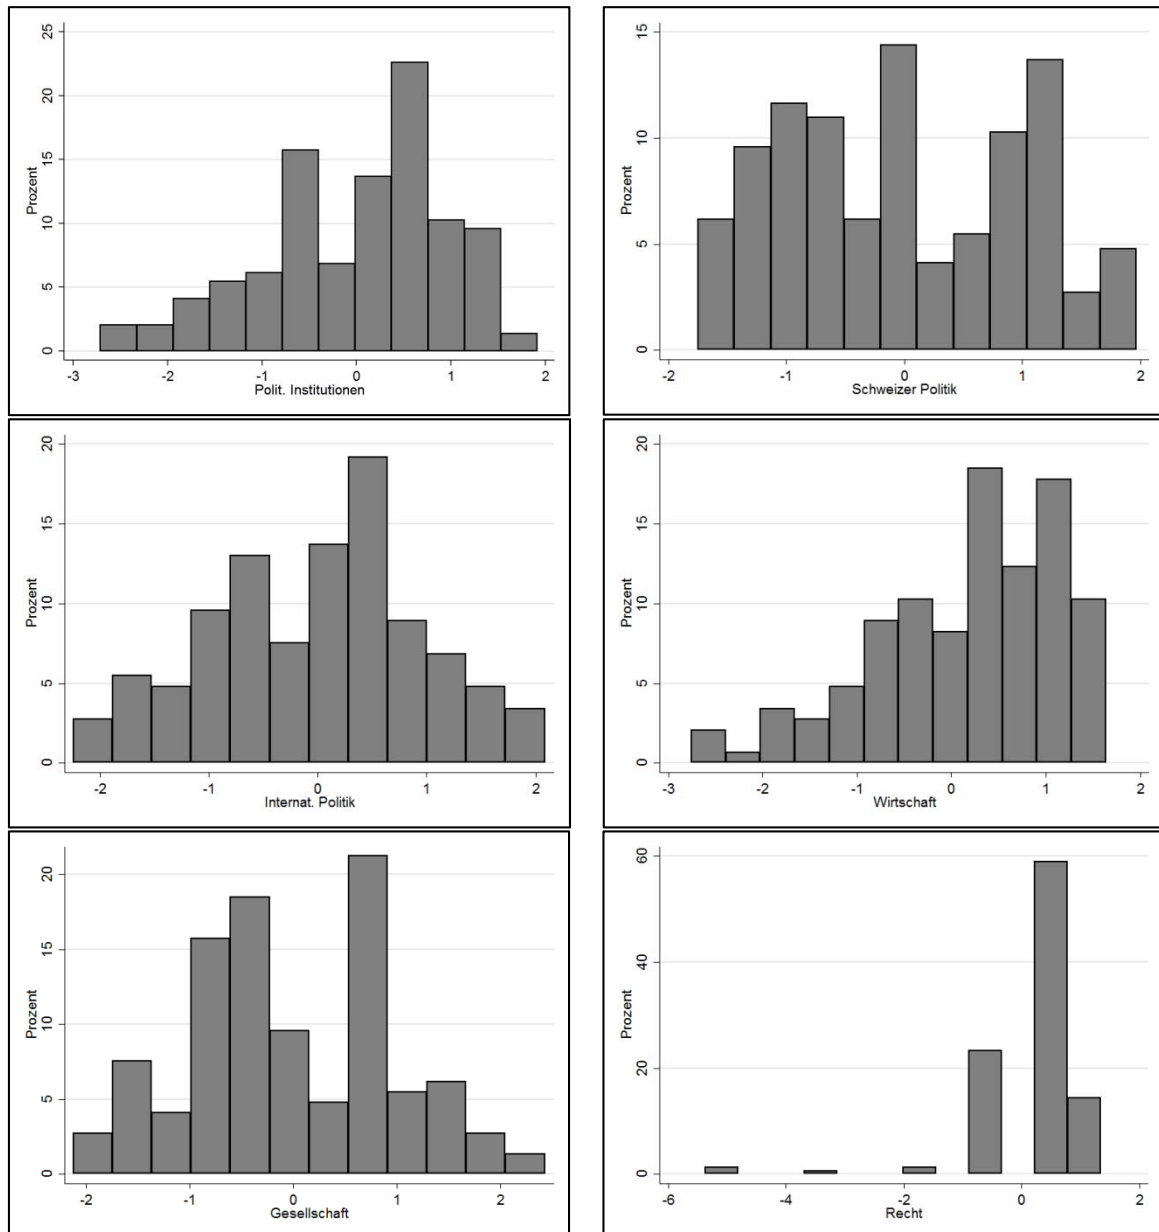 25
20
15
10
5
0
Prozent
-3 -2 -1 0 1 2
Polit. Institutionen
15
10
5
0
Prozent
-2 -1 0 1 2
Schweizer Politik
20
15
10
5
0
Prozent
-2 -1 0 1 2
Internat. Politik
20
15
10
5
0
Prozent
-3 -2 -1 0 1 2
Wirtschaft
20
15
10
5
0
Prozent
-2 -1 0 1 2
Gesellschaft
60
40
20
0
Prozent
-6 -4 -2 0 2
Recht